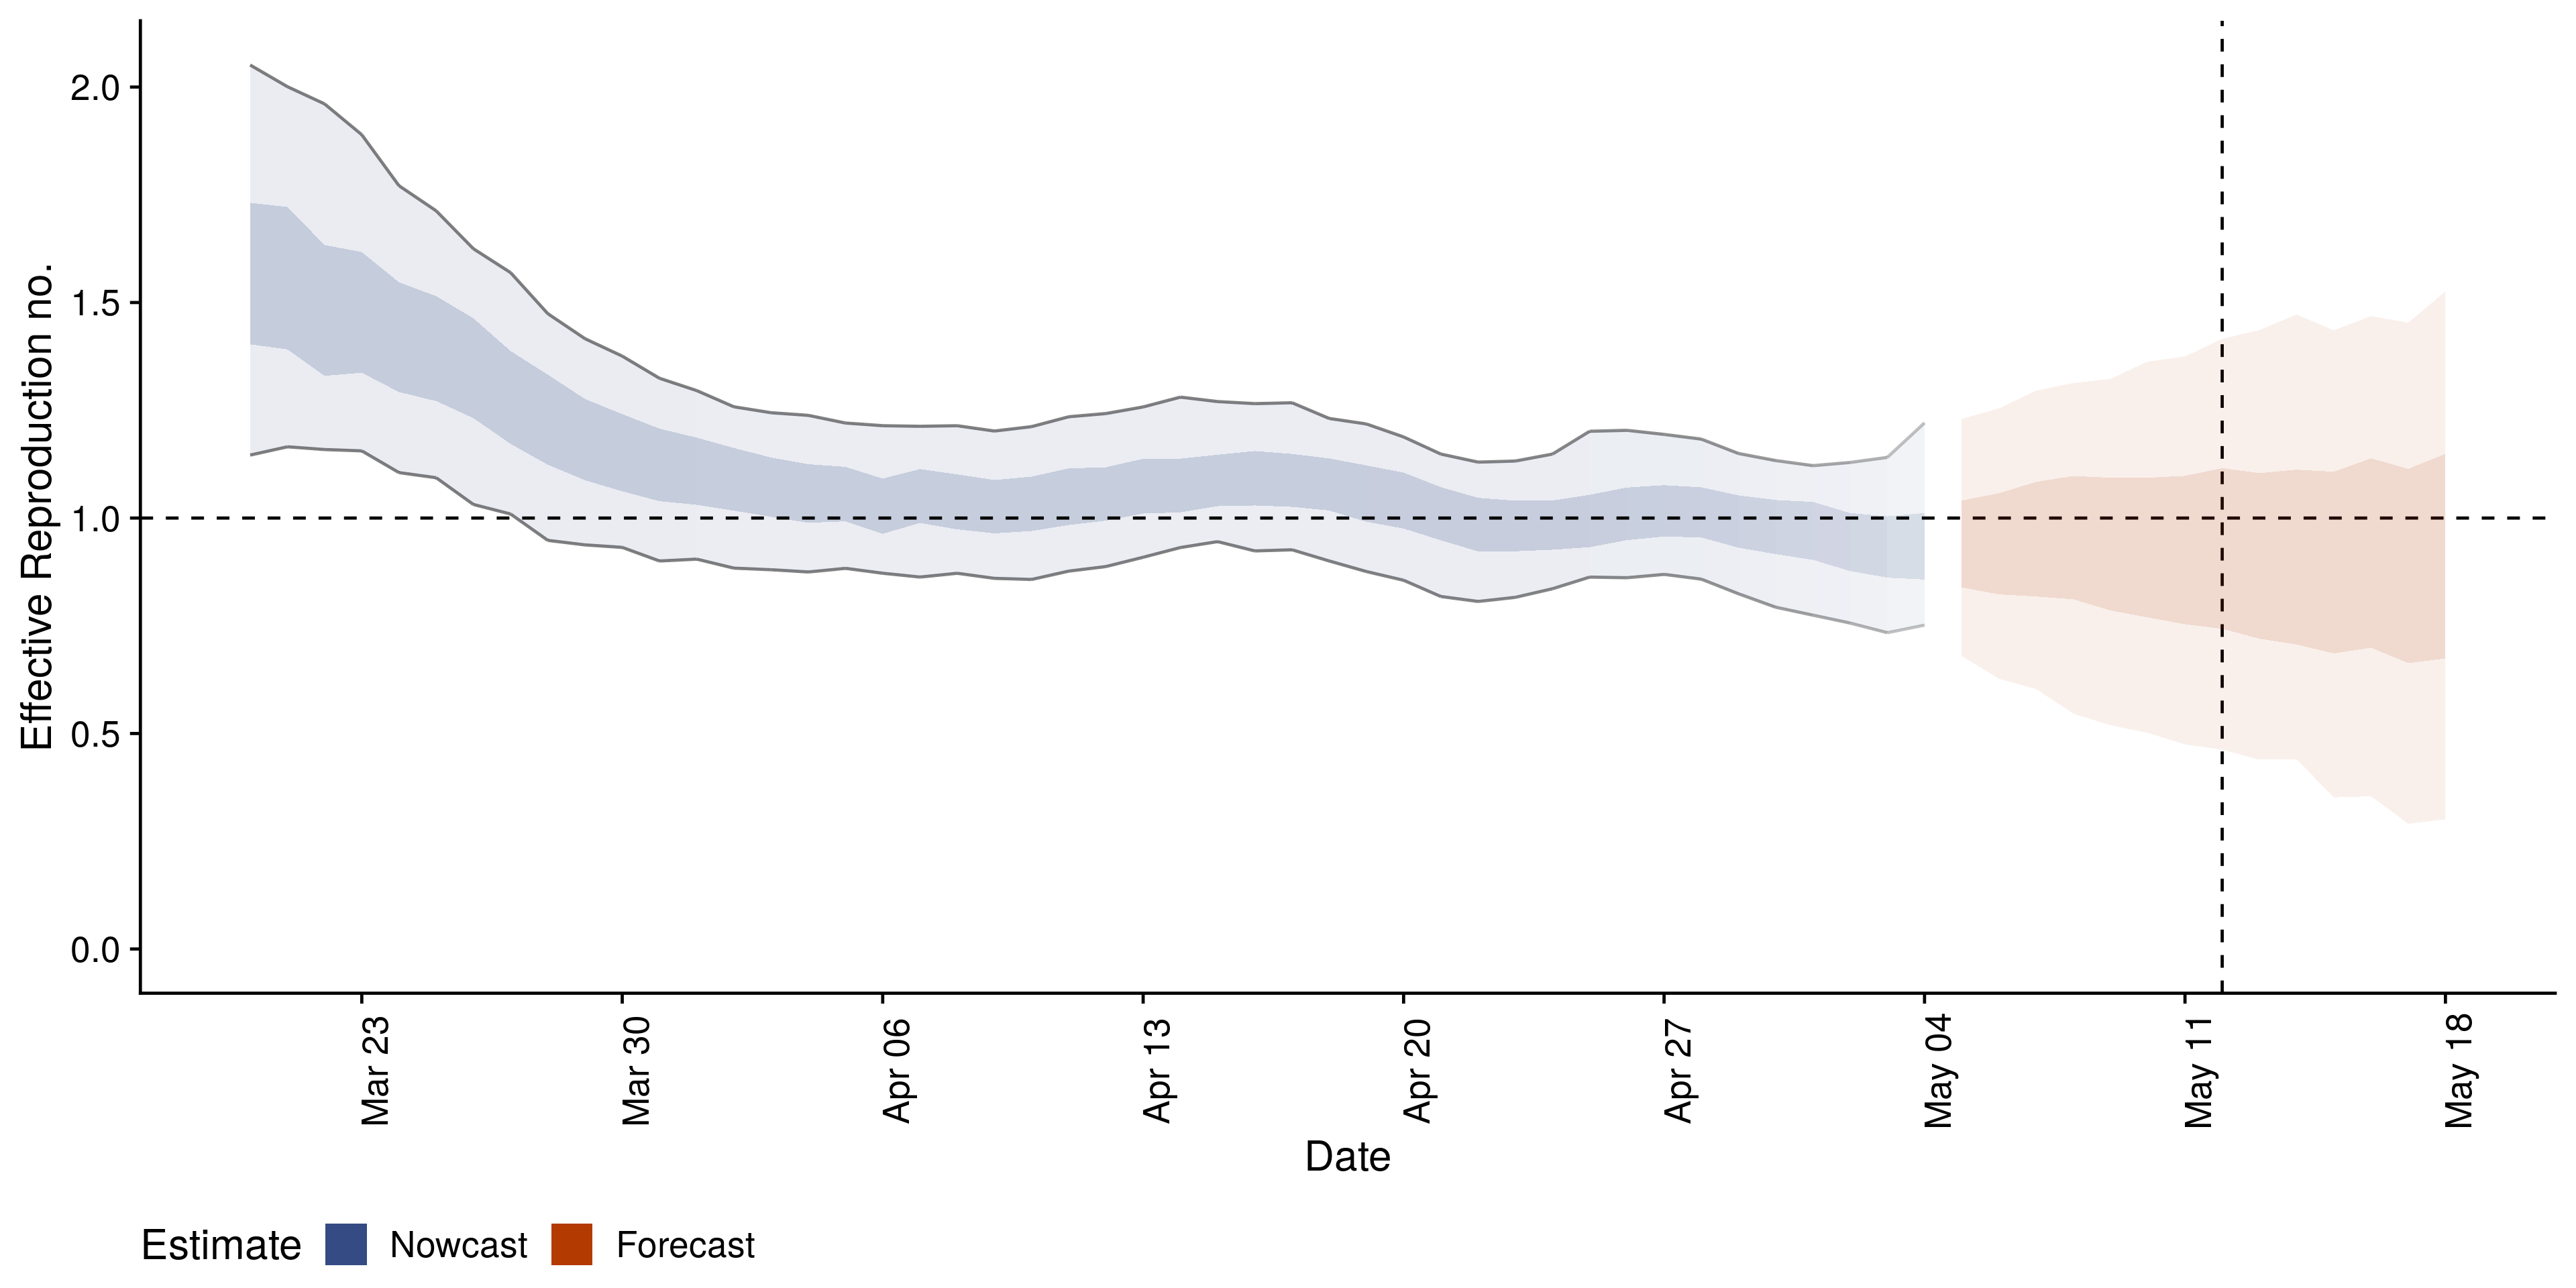 Effective Reproduction no.
2.0
1.5
1.0
0.5
0.0
Mar 23
Mar 30
Apr 06
Apr 13
Apr 20
Apr 27
May 04
May 11
May 18
Date
Estimate Nowcast Forecast